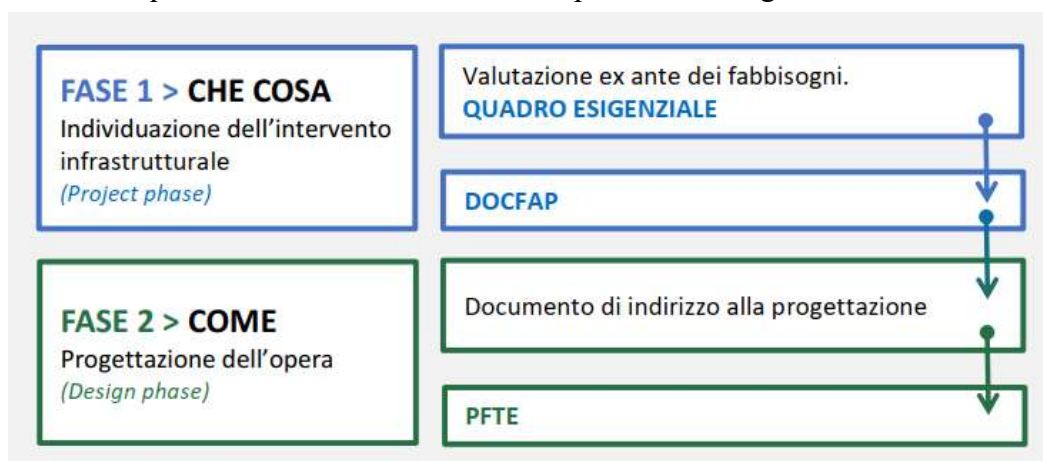 FASE 1 > CHE COSA
Individuazione dell'intervento
infrastrutturale
(Project phase)
Valutazione ex ante dei fabbisogni.
QUADRO ESIGENZIALE
DOCFAP
FASE 2 > COME
Progettazione dell'opera
(Design phase)
Documento di indirizzo alla progettazione
PFTE